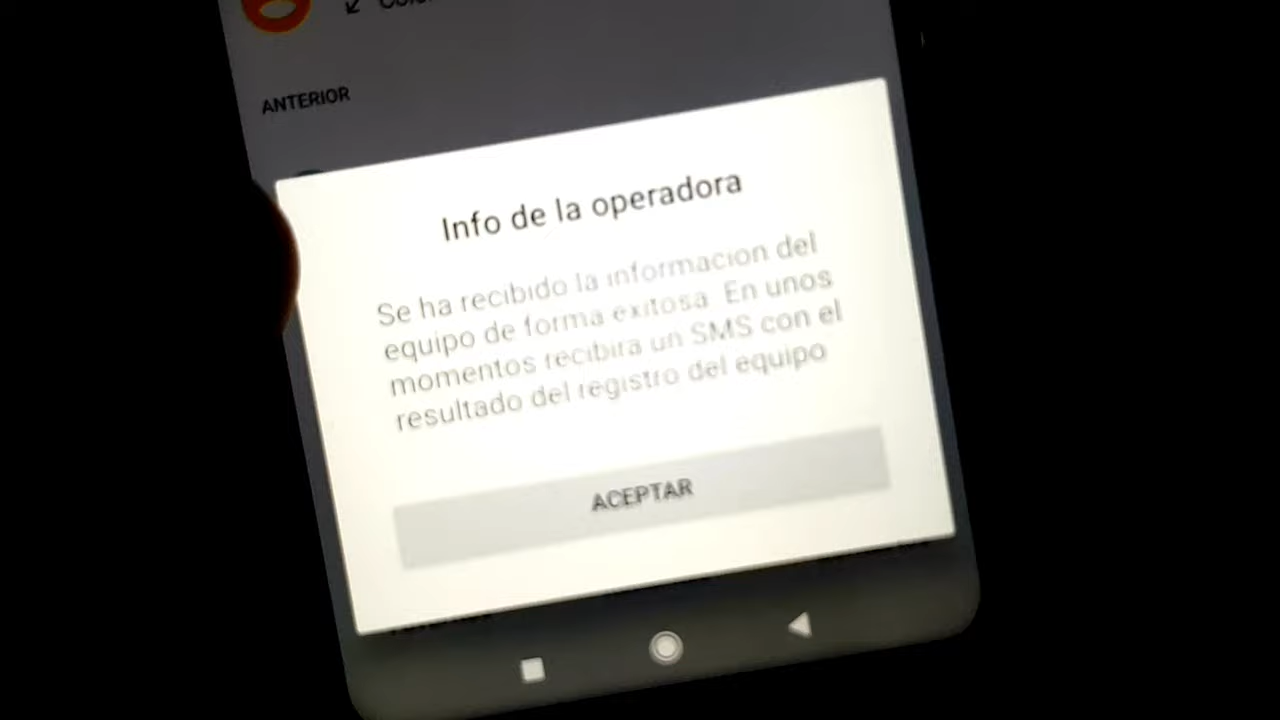 ANTERIOR
Info de la operadora
Se ha recibido la informacion del
equipo de forma exitosa En unos
momentos recibira un SMS con el
resultado del registro del equipo
ACEPTAR